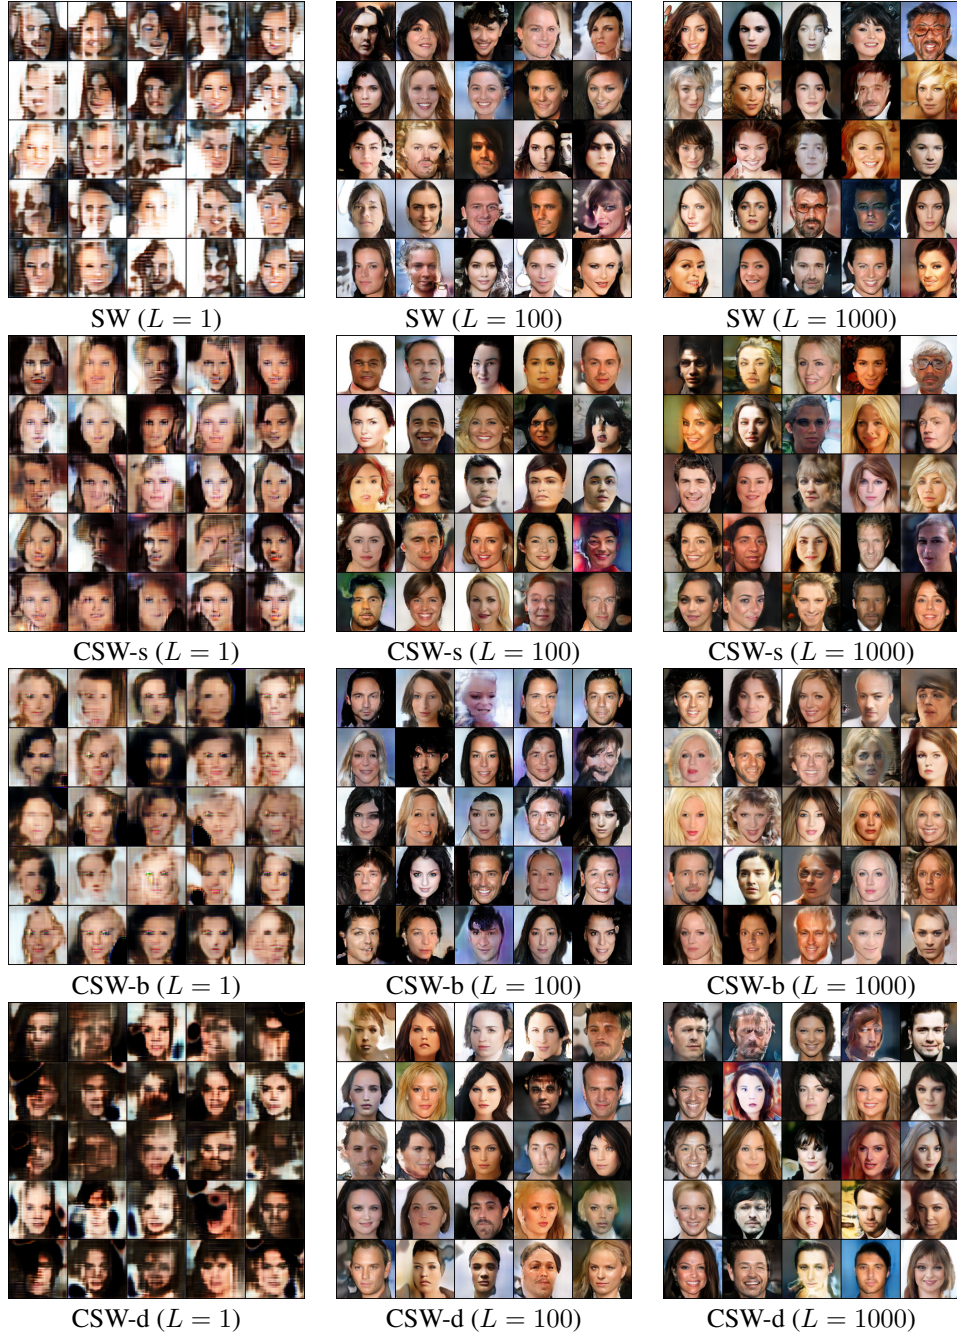 SW (L = 1)
SW (L = 100)
SW (L = 1000)
CSW-s (L = 1)
CSW-s (L = 100)
CSW-s (L = 1000)
CSW-b (L = 1)
CSW-b (L = 100)
CSW-b (L = 1000)
CSW-d (L = 1)
CSW-d (L = 100)
CSW-d (L = 1000)